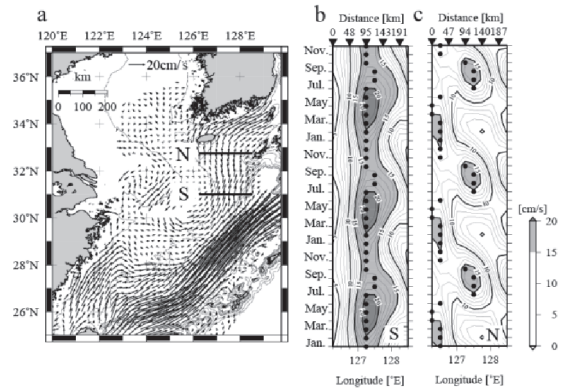 a
120°E 122°E 124°E 126°E 128°E
20cm/s
km
0 100 200
36°N
34°N
32°N
30°N
28°N
26°N
N
S
b
Distance [km]
0 48 95 143 191
Nov.
Sep.
Jul.
May
Mar.
Jan.
Nov.
Sep.
Jul.
May
Mar.
Jan.
Nov.
Sep.
Jul.
May
Mar.
Jan.
S
127 128
Longitude [°E]
c
Distance [km]
0 47 94 140 187
N
127 128
Longitude [°E]
[cm/s]
20
15
10
5
0